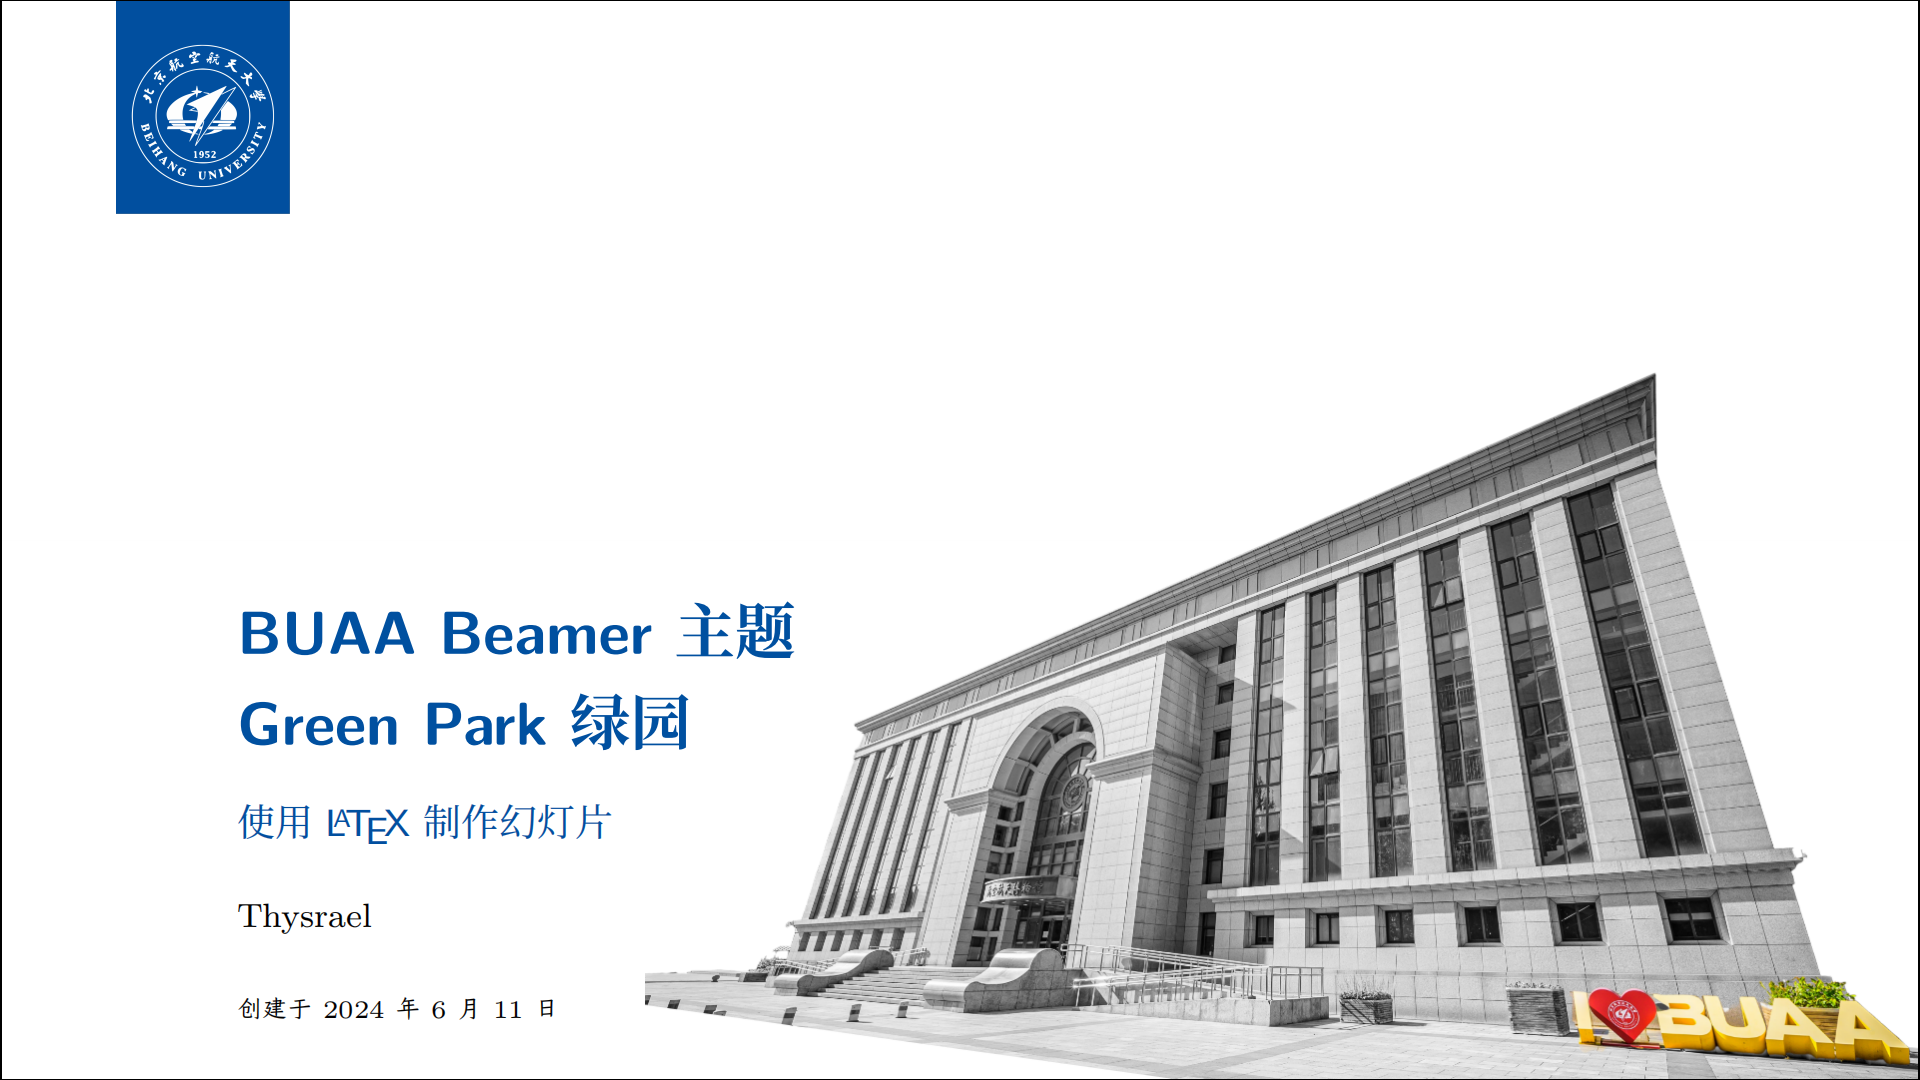 北京航空航天大学
1952
BEIHANG UNIVERSITY
BUAA Beamer 主题
Green Park 绿园
使用 LATEX 制作幻灯片
Thysrael
创建于 2024 年 6 月 11 日
I BUAA